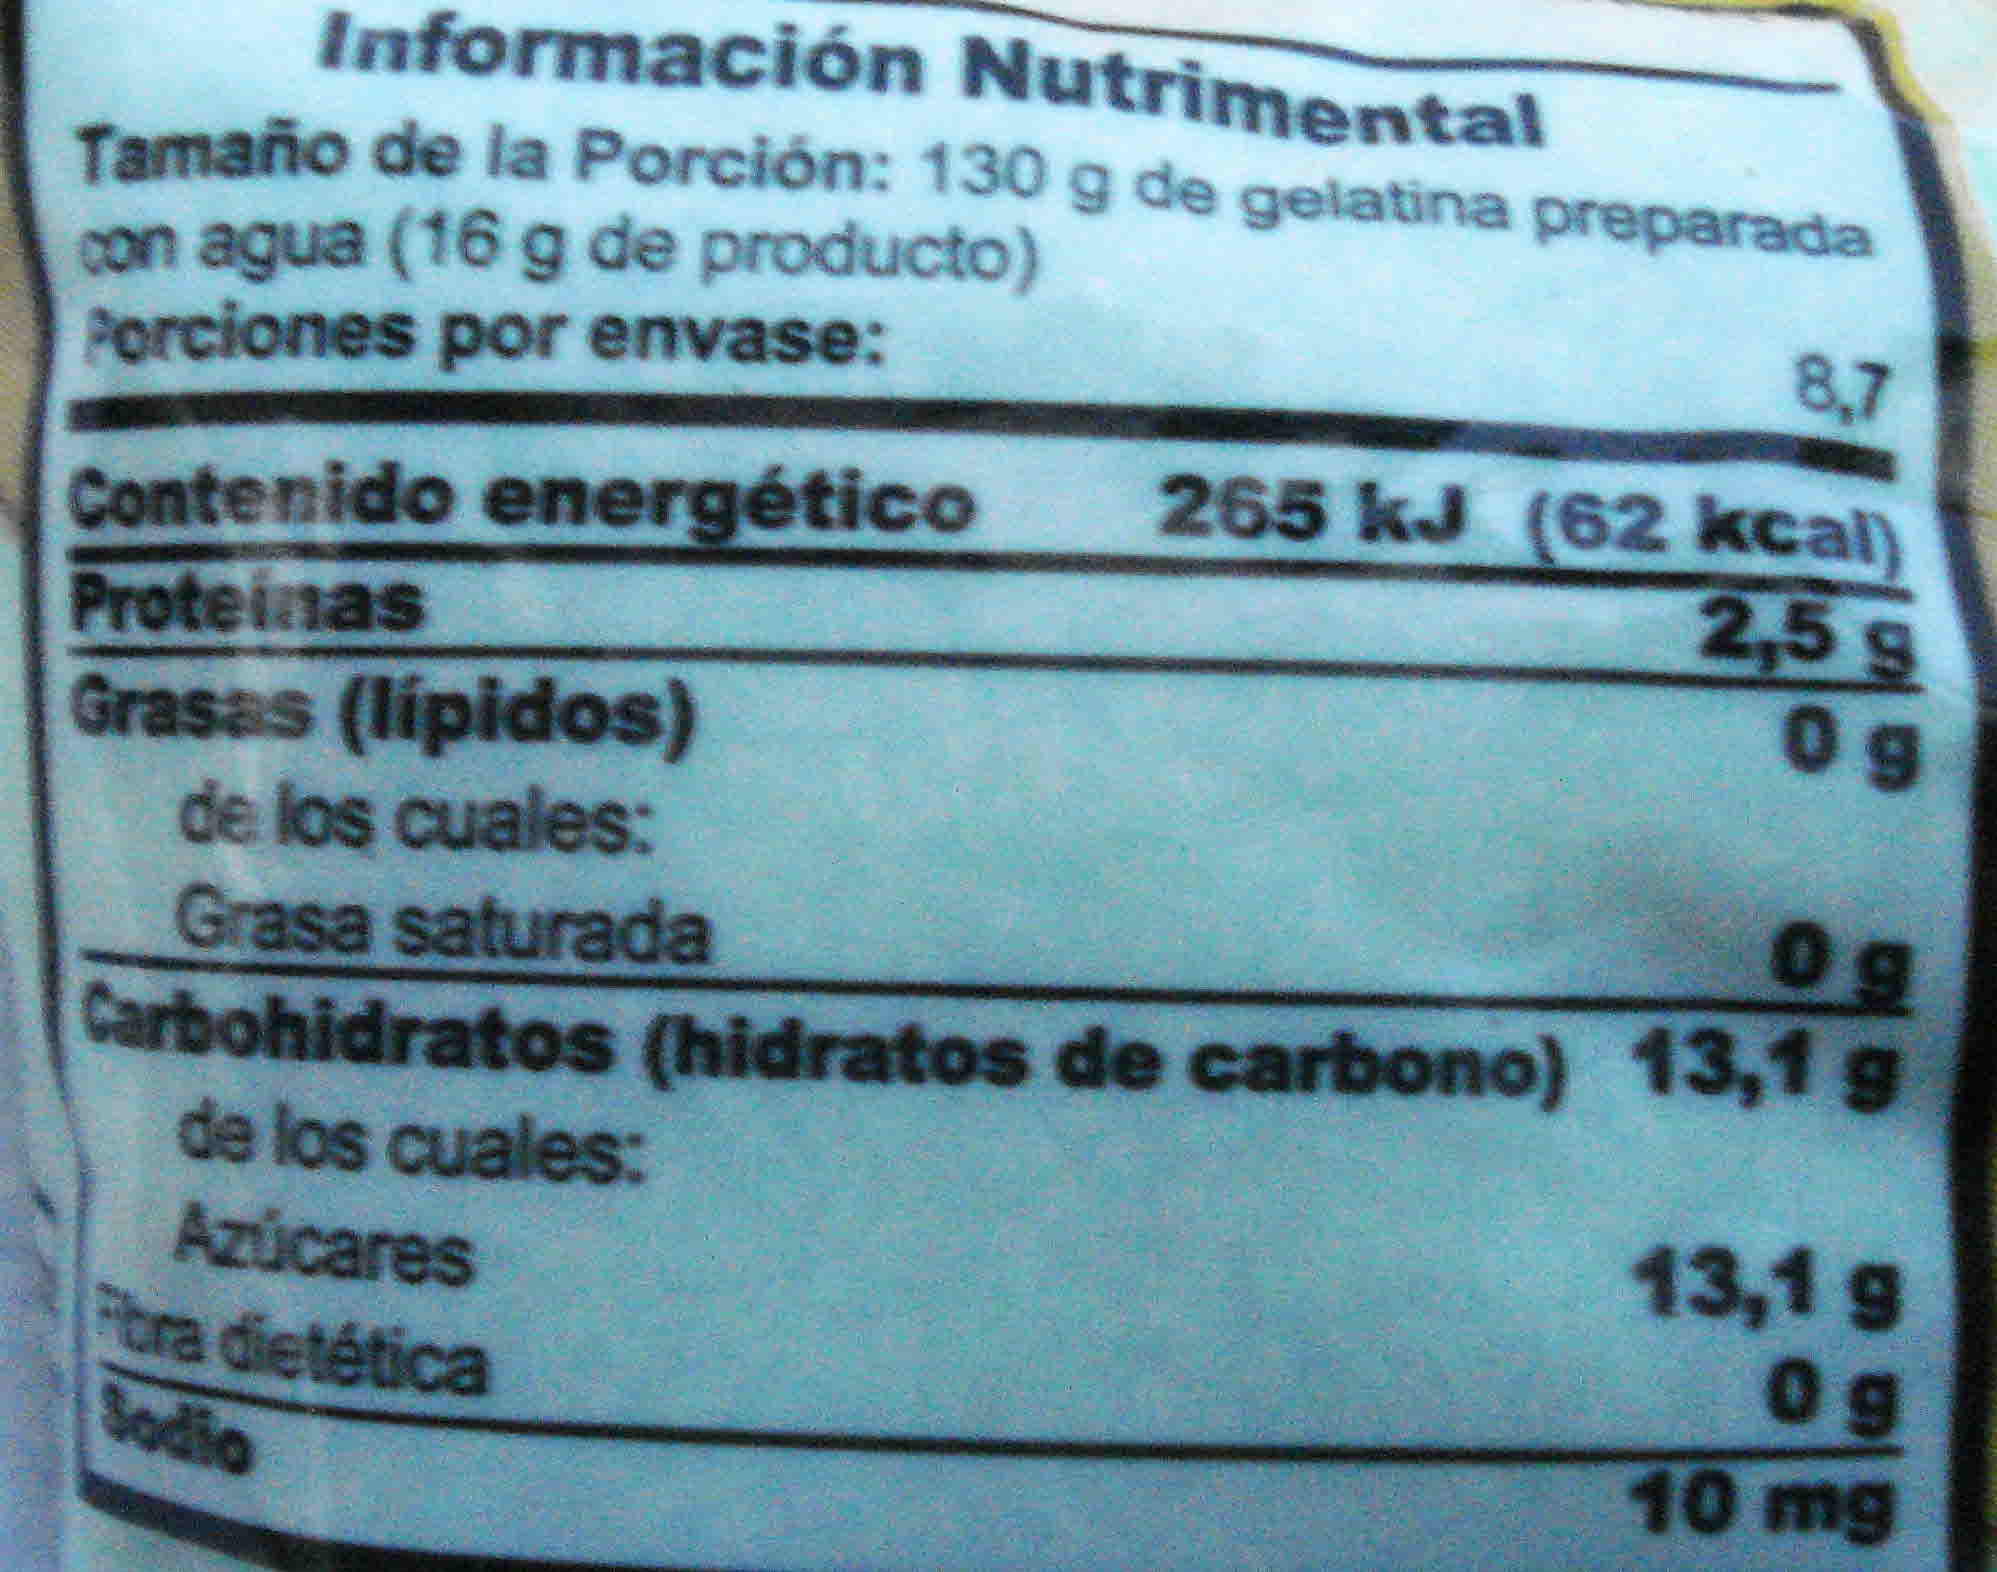 Información Nutrimental
Tamaño de la Porción: 130 g de gelatina preparada
con agua (16 g de producto)
Porciones por envase: 8,7
Contenido energético 265 kJ (62 kcal)
Proteínas 2,5 g
Grasas (lípidos) 0 g
de los cuales:
Grasa saturada 0 g
Carbohidratos (hidratos de carbono) 13,1 g
de los cuales:
Azúcares 13,1 g
Fibra dietética 0 g
Sodio 10 mg